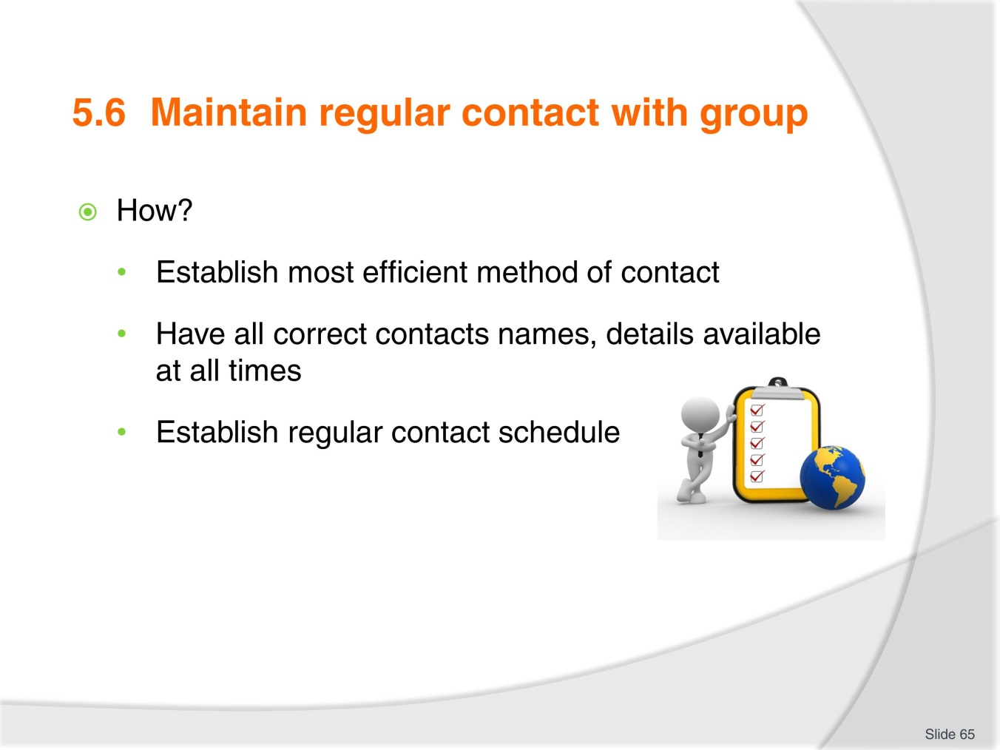 5.6 Maintain regular contact with group
How?
• Establish most efficient method of contact
• Have all correct contacts names, details available
at all times
• Establish regular contact schedule
Slide 65